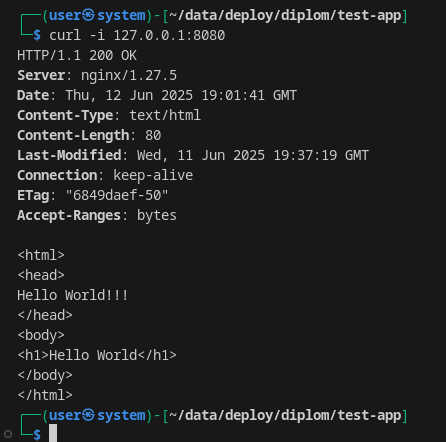 ┌──(user㉿system)-[~/data/deploy/diplom/test-app]
└─$ curl -i 127.0.0.1:8080
HTTP/1.1 200 OK
Server: nginx/1.27.5
Date: Thu, 12 Jun 2025 19:01:41 GMT
Content-Type: text/html
Content-Length: 80
Last-Modified: Wed, 11 Jun 2025 19:37:19 GMT
Connection: keep-alive
ETag: "6849daef-50"
Accept-Ranges: bytes

<html>
<head>
Hello World!!!
</head>
<body>
<h1>Hello World</h1>
</body>
</html>
┌──(user㉿system)-[~/data/deploy/diplom/test-app]
└─$